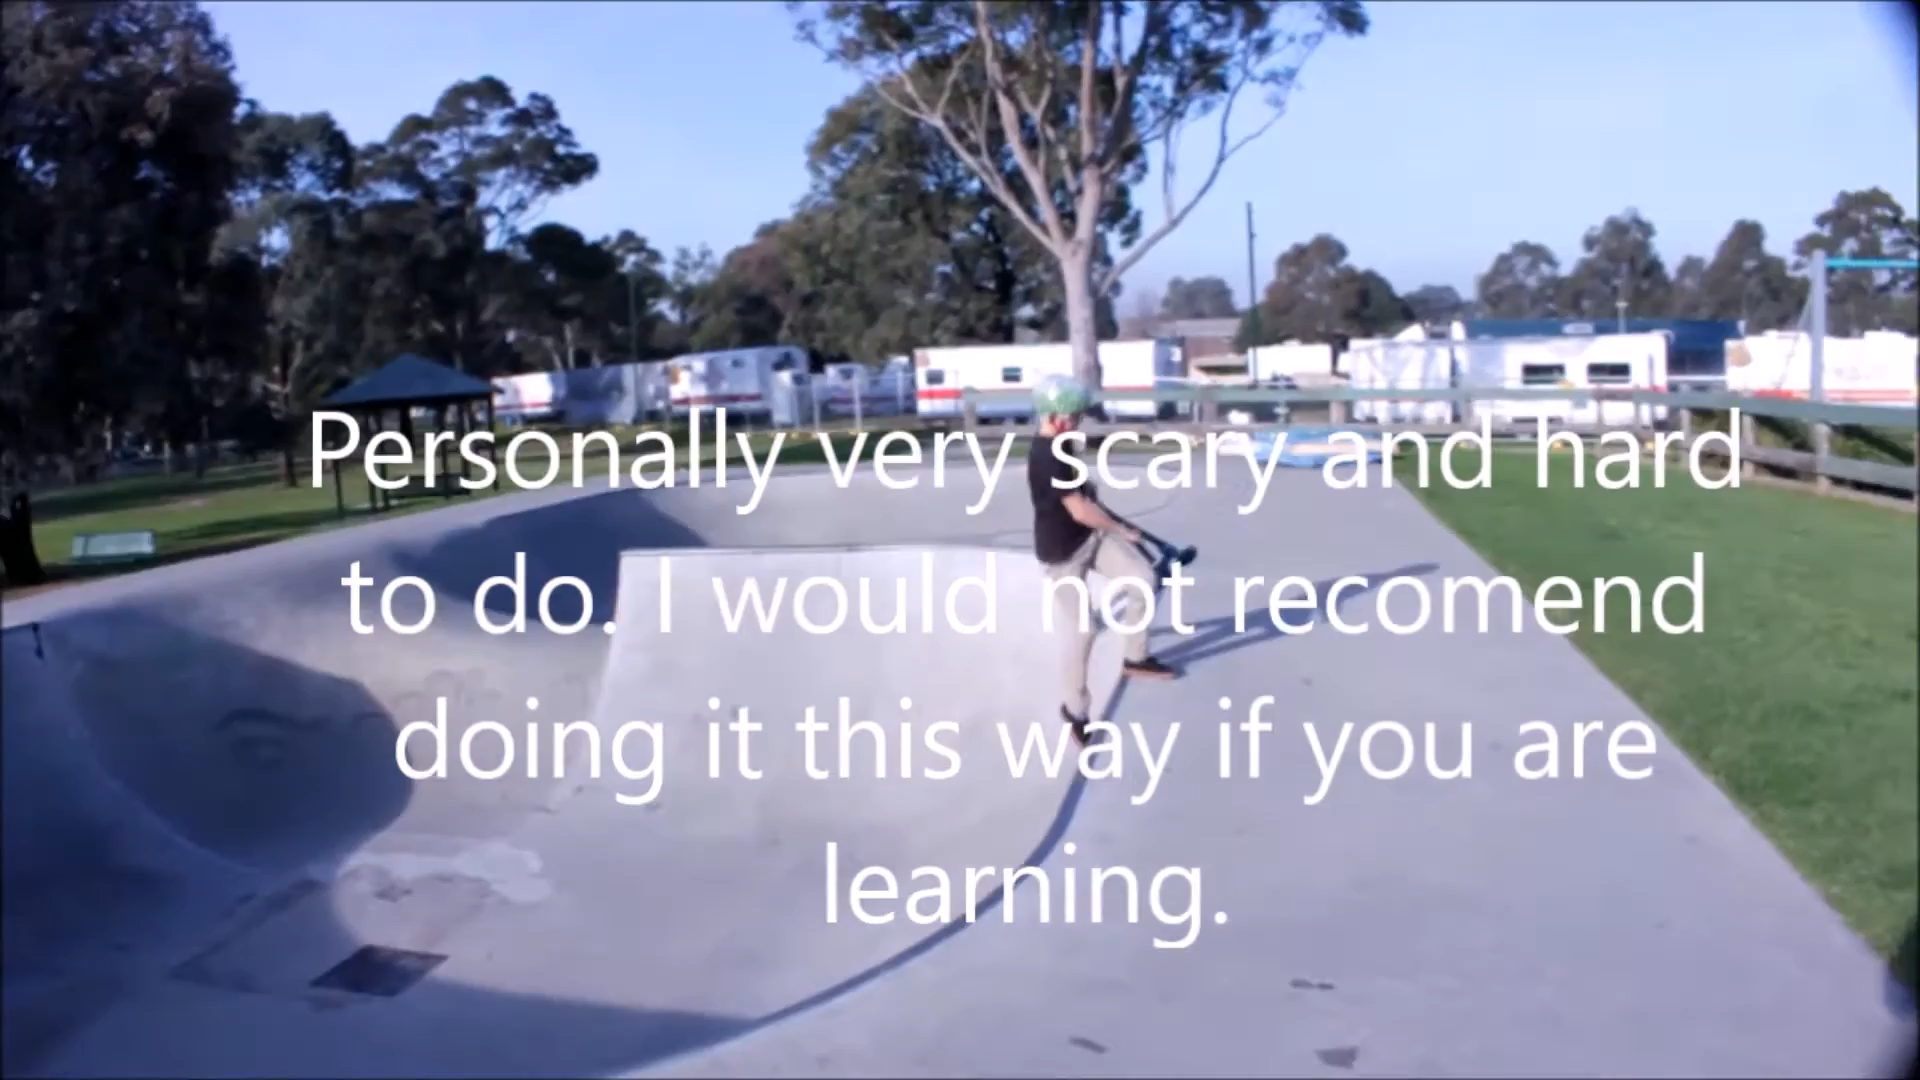 Personally very scary and hard
to do. I would not recomend
doing it this way if you are
learning.